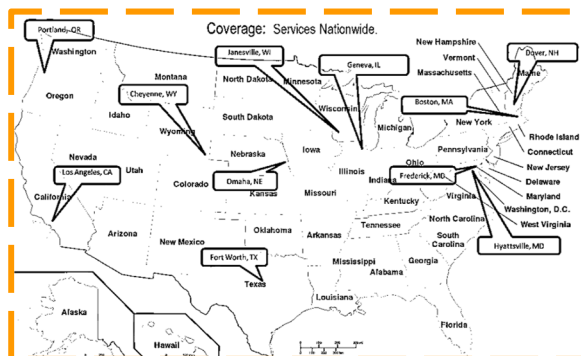 Coverage: Services Nationwide.
Portland, OR
Janesville, WI
Geneva, IL
New Hampshire
Dover, NH
Washington
Vermont
Massachusetts
Maine
Montana
North Dakota
Minnesota
Cheyenne, WY
Oregon
Boston, MA
Wisconsin
Idaho
South Dakota
Wyoming
Michigan
New York
Rhode Island
Connecticut
Nevada
Iowa
Pennsylvania
Nebraska
Ohio
New Jersey
Los Angeles, CA
Utah
Illinois
Indiana
Frederick, MD
Colorado
Omaha, NE
Delaware
California
Kansas
Missouri
Virginia
Maryland
Kentucky
Washington, D.C.
North Carolina
West Virginia
Tennessee
Arizona
Oklahoma
Arkansas
South
Carolina
New Mexico
Hyattsville, MD
Fort Worth, TX
Mississippi
Georgia
Alabama
Texas
Louisiana
Alaska
Florida
Hawaii